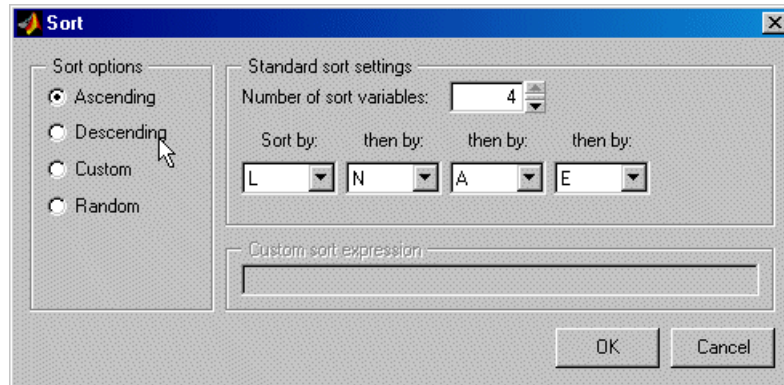 Sort
Sort options
Ascending
Descending
Custom
Random
Standard sort settings
Number of sort variables: 4
Sort by: then by: then by: then by:
L N A E
Custom sort expression
OK Cancel